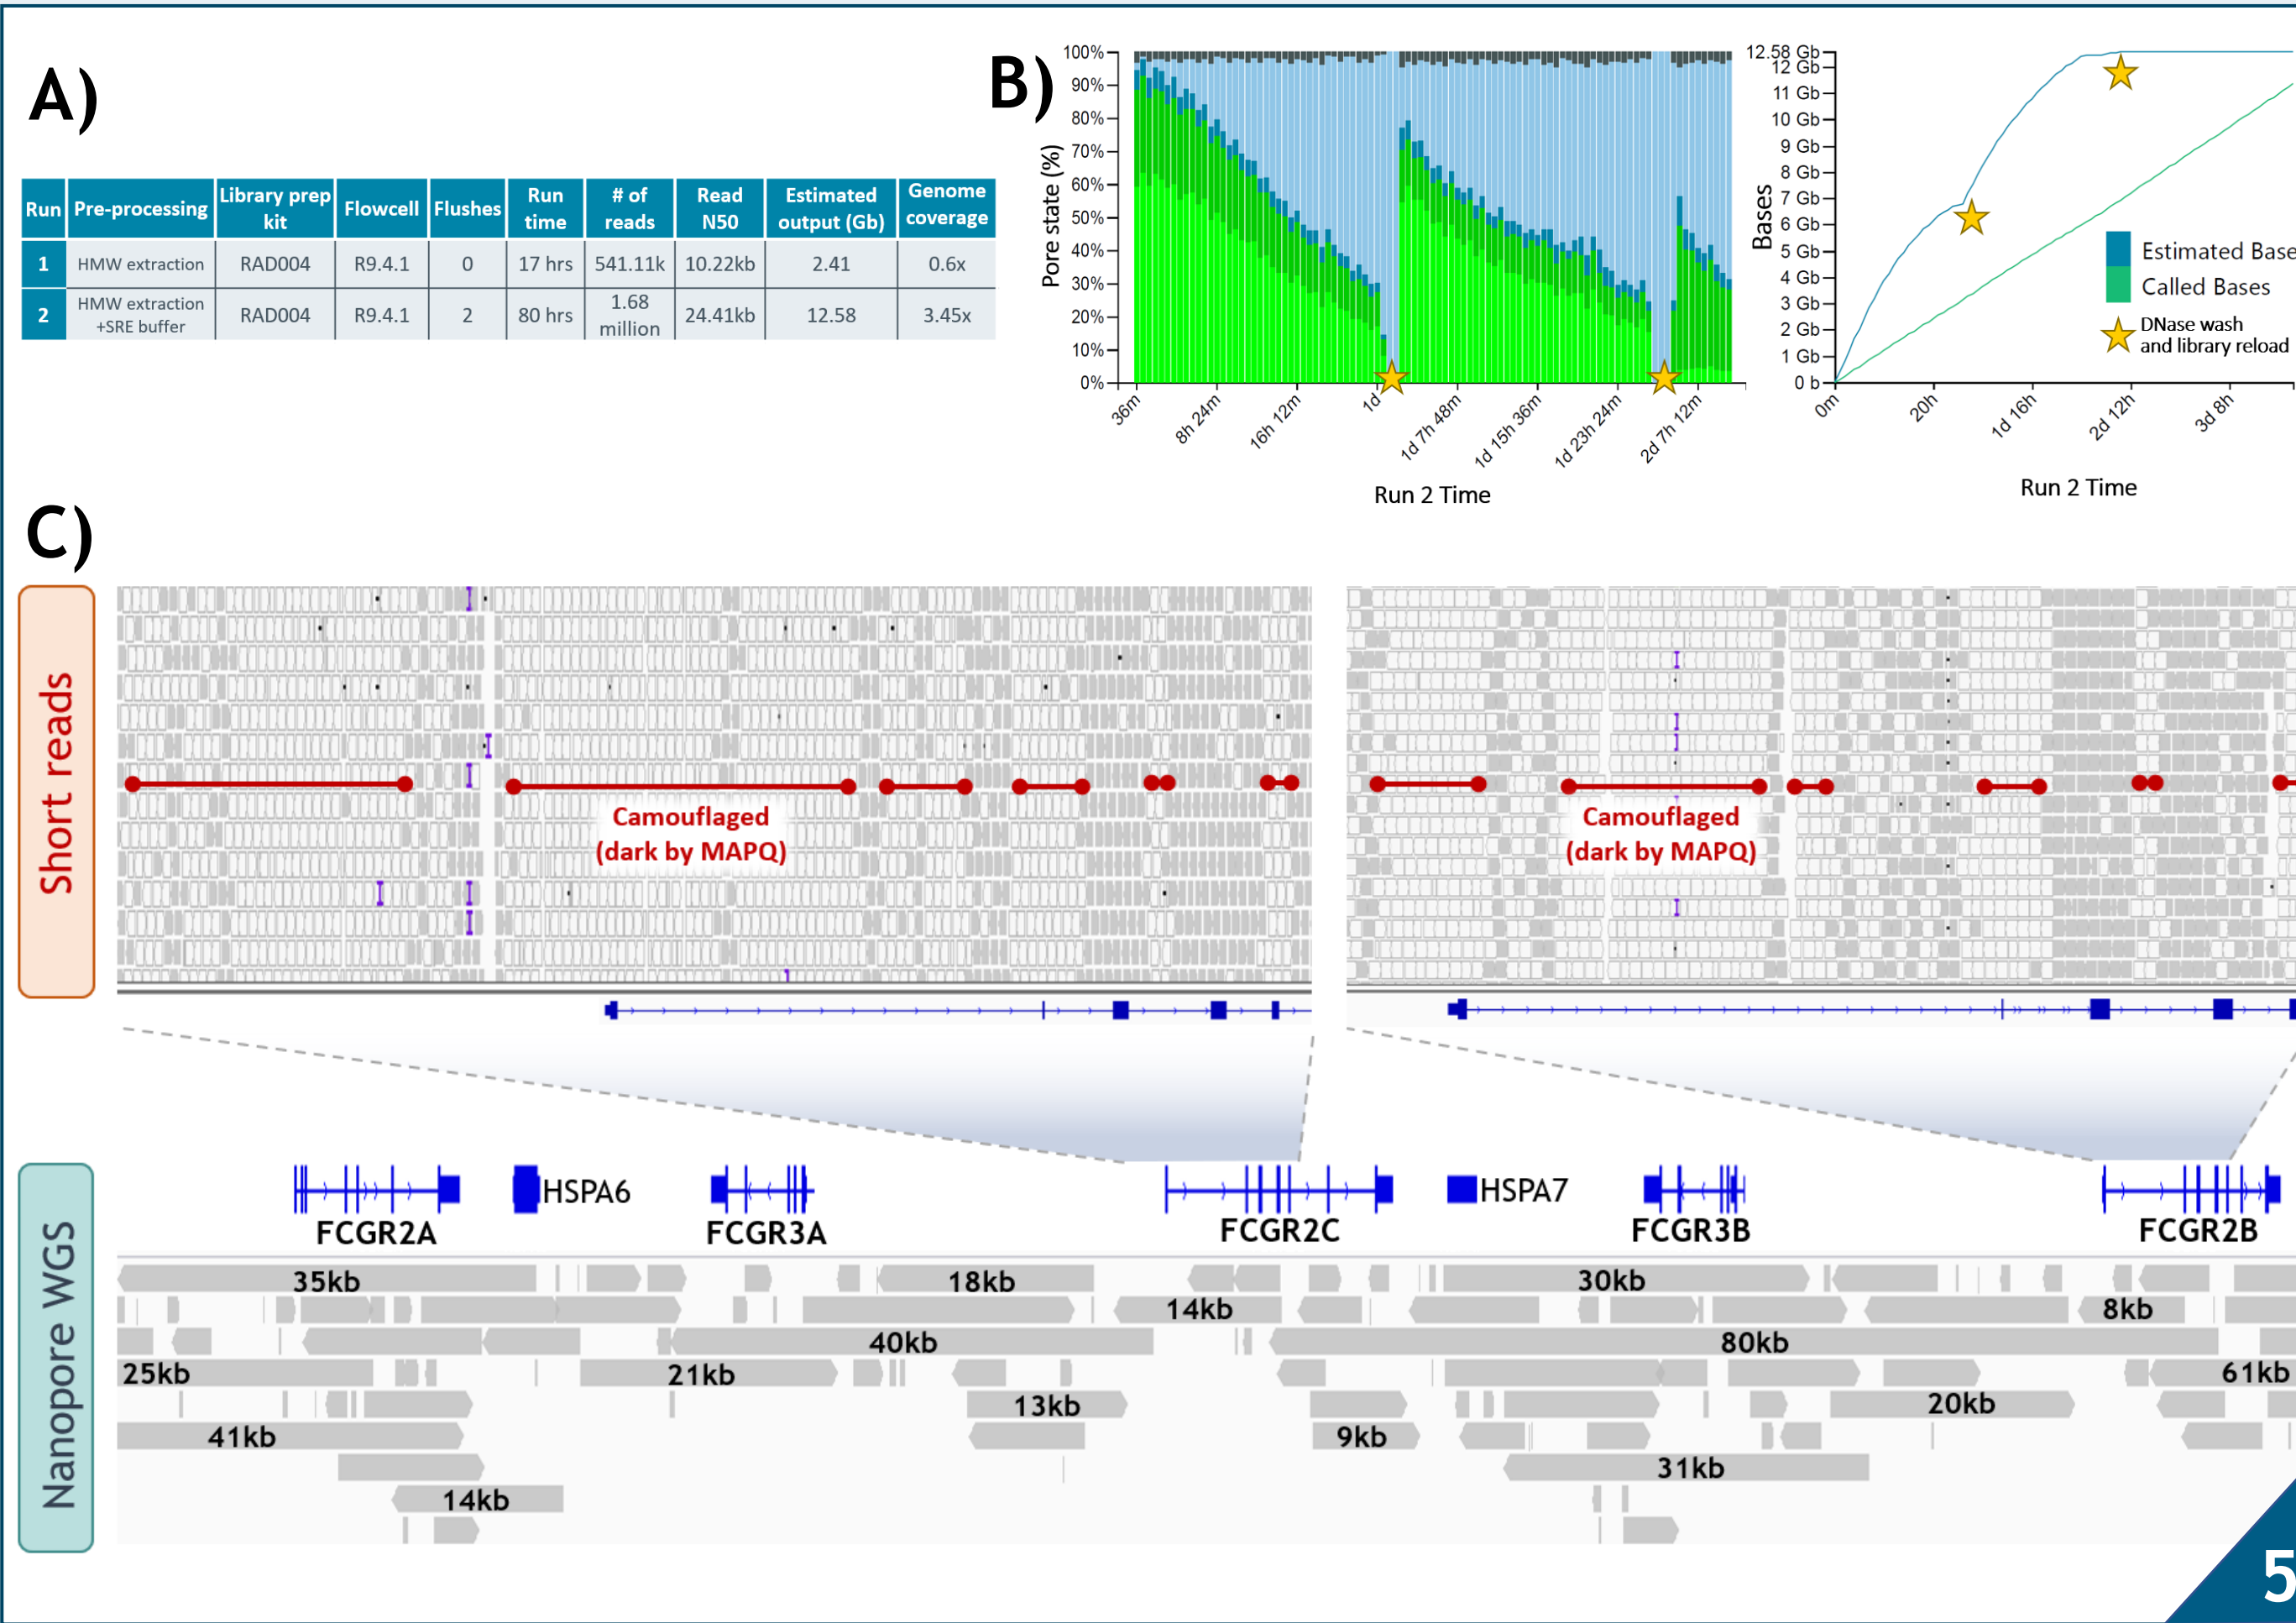 A)
Run Pre-processing Library prep kit Flowcell Flushes Run time # of reads Read N50 Estimated output (Gb) Genome coverage
1 HMW extraction RAD004 R9.4.1 0 17 hrs 541.11k 10.22kb 2.41 0.6x
2 HMW extraction +SRE buffer RAD004 R9.4.1 2 80 hrs 1.68 million 24.41kb 12.58 3.45x
B)
Pore state (%)
100%
90%
80%
70%
60%
50%
40%
30%
20%
10%
0%
36m
8h 24m
16h 12m
1d
1d 7h 48m
1d 15h 36m
1d 23h 24m
2d 7h 12m
Run 2 Time
Bases
12.58 Gb
12 Gb
11 Gb
10 Gb
9 Gb
8 Gb
7 Gb
6 Gb
5 Gb
4 Gb
3 Gb
2 Gb
1 Gb
0 b
0m
20h
1d 16h
2d 12h
3d 8h
Run 2 Time
Estimated Base
Called Bases
DNase wash
and library reload
C)
Short reads
Camouflaged
(dark by MAPQ)
Camouflaged
(dark by MAPQ)
Nanopore WGS
FCGR2A
HSPA6
FCGR3A
FCGR2C
HSPA7
FCGR3B
FCGR2B
35kb 18kb 30kb
14kb 8kb
40kb 80kb
25kb 21kb 61kb
13kb 20kb
41kb 9kb
31kb
14kb
5